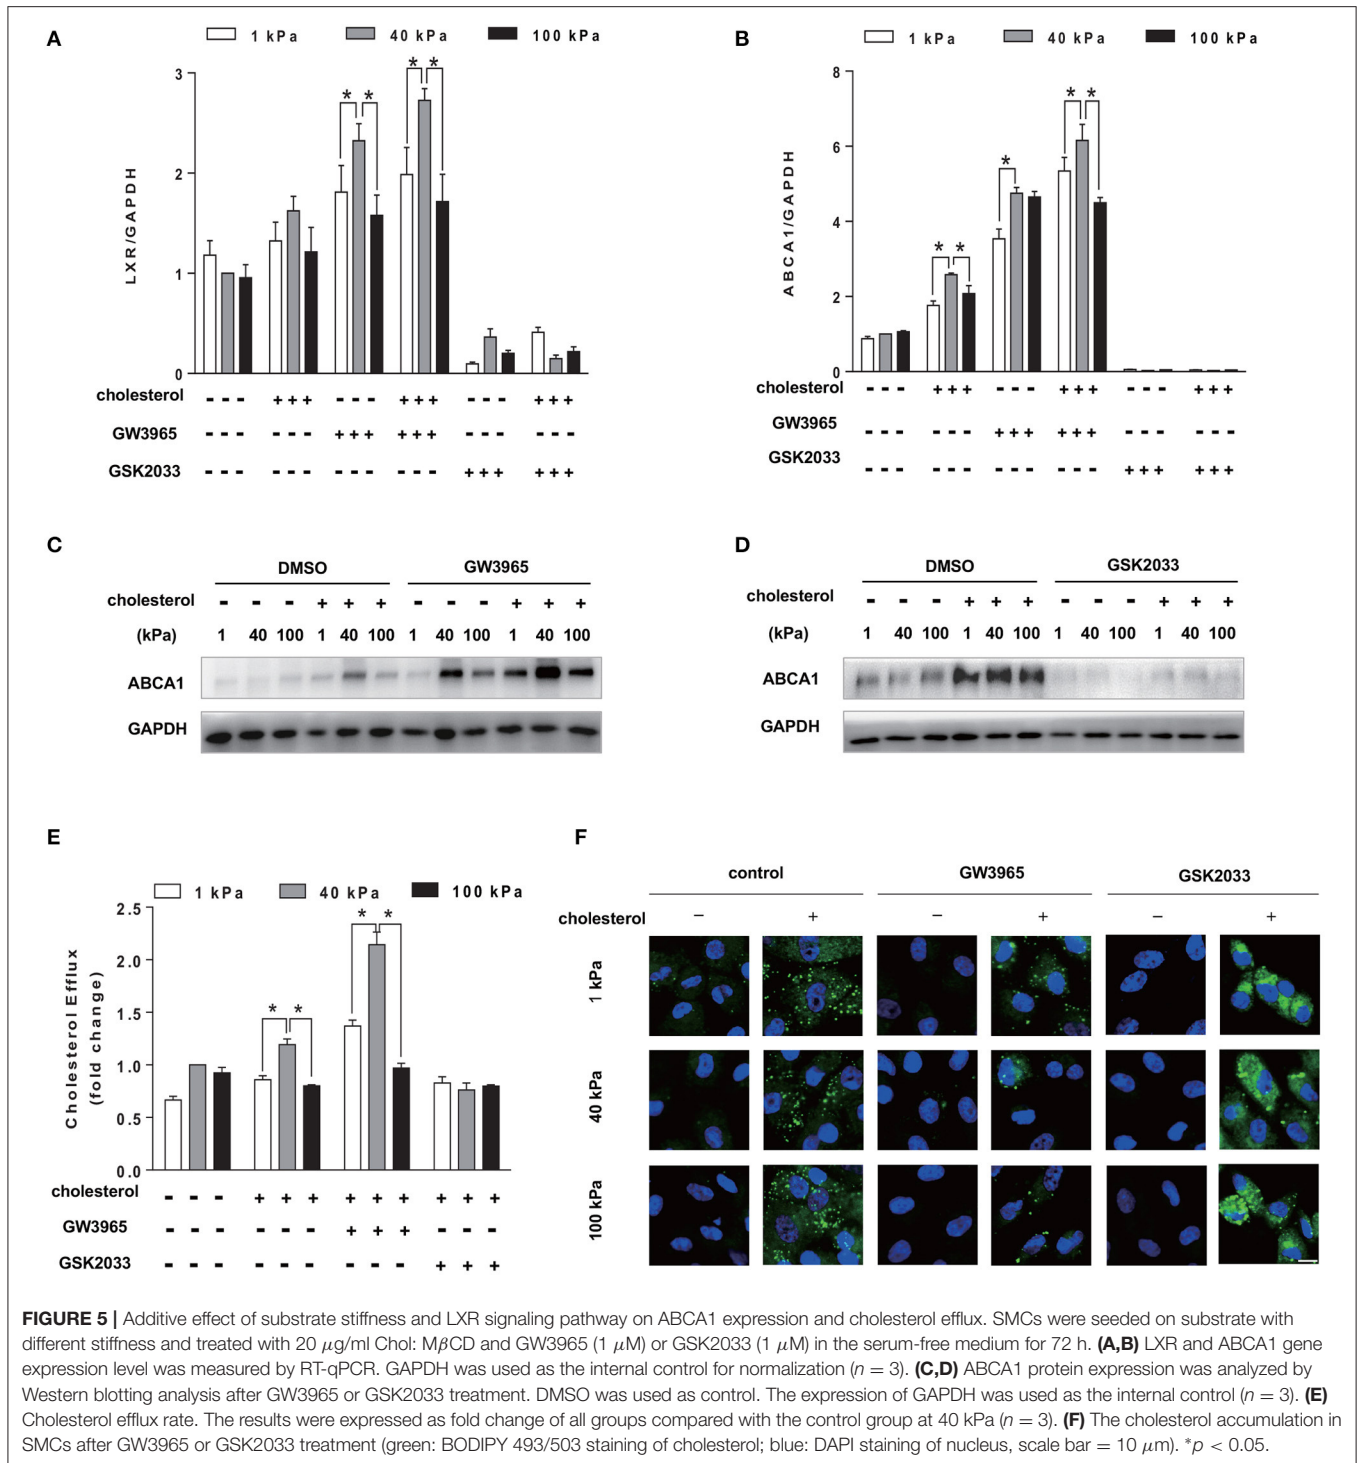 A
1 kPa 40 kPa 100 kPa
LXR/GAPDH
3
2
1
0
* * * *
cholesterol - - - + + + - - - + + + - - - + + +
GW3965 - - - - - - + + + + + + - - - - - -
GSK2033 - - - - - - - - - - - - + + + + + +
B
1 kPa 40 kPa 100 kPa
ABCA1/GAPDH
8
6
4
2
0
* * * * *
cholesterol - - - + + + - - - + + + - - - + + +
GW3965 - - - - - - + + + + + + - - - - - -
GSK2033 - - - - - - - - - - - - + + + + + +
C
DMSO GW3965
cholesterol - - - + + + - - - + + +
(kPa) 1 40 100 1 40 100 1 40 100 1 40 100
ABCA1
GAPDH
D
DMSO GSK2033
cholesterol - - - + + + - - - + + +
(kPa) 1 40 100 1 40 100 1 40 100 1 40 100
ABCA1
GAPDH
E
1 kPa 40 kPa 100 kPa
Cholesterol Efflux
(fold change)
2.5
2.0
1.5
1.0
0.5
0.0
* * * *
cholesterol - - - + + + + + + + + +
GW3965 - - - - - - + + + - - -
GSK2033 - - - - - - - - - + + +
F
control GW3965 GSK2033
cholesterol − + − + − +
1 kPa
40 kPa
100 kPa
FIGURE 5 | Additive effect of substrate stiffness and LXR signaling pathway on ABCA1 expression and cholesterol efflux. SMCs were seeded on substrate with
different stiffness and treated with 20 μg/ml Chol: MβCD and GW3965 (1 μM) or GSK2033 (1 μM) in the serum-free medium for 72 h. (A,B) LXR and ABCA1 gene
expression level was measured by RT-qPCR. GAPDH was used as the internal control for normalization (n = 3). (C,D) ABCA1 protein expression was analyzed by
Western blotting analysis after GW3965 or GSK2033 treatment. DMSO was used as control. The expression of GAPDH was used as the internal control (n = 3). (E)
Cholesterol efflux rate. The results were expressed as fold change of all groups compared with the control group at 40 kPa (n = 3). (F) The cholesterol accumulation in
SMCs after GW3965 or GSK2033 treatment (green: BODIPY 493/503 staining of cholesterol; blue: DAPI staining of nucleus, scale bar = 10 μm). *p < 0.05.